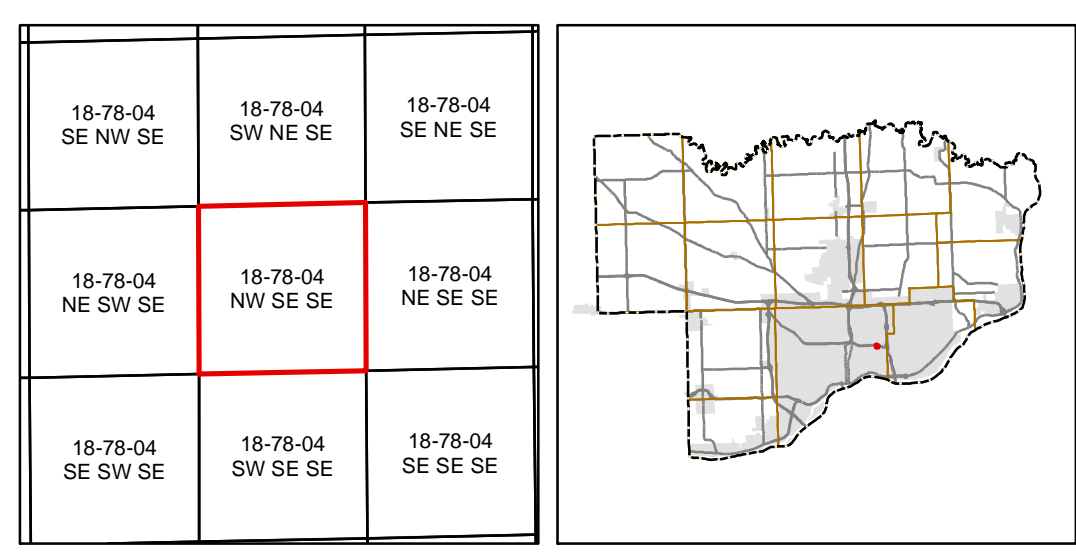 18-78-04
SE NW SE
18-78-04
SW NE SE
18-78-04
SE NE SE
18-78-04
NE SW SE
18-78-04
NW SE SE
18-78-04
NE SE SE
18-78-04
SE SW SE
18-78-04
SW SE SE
18-78-04
SE SE SE